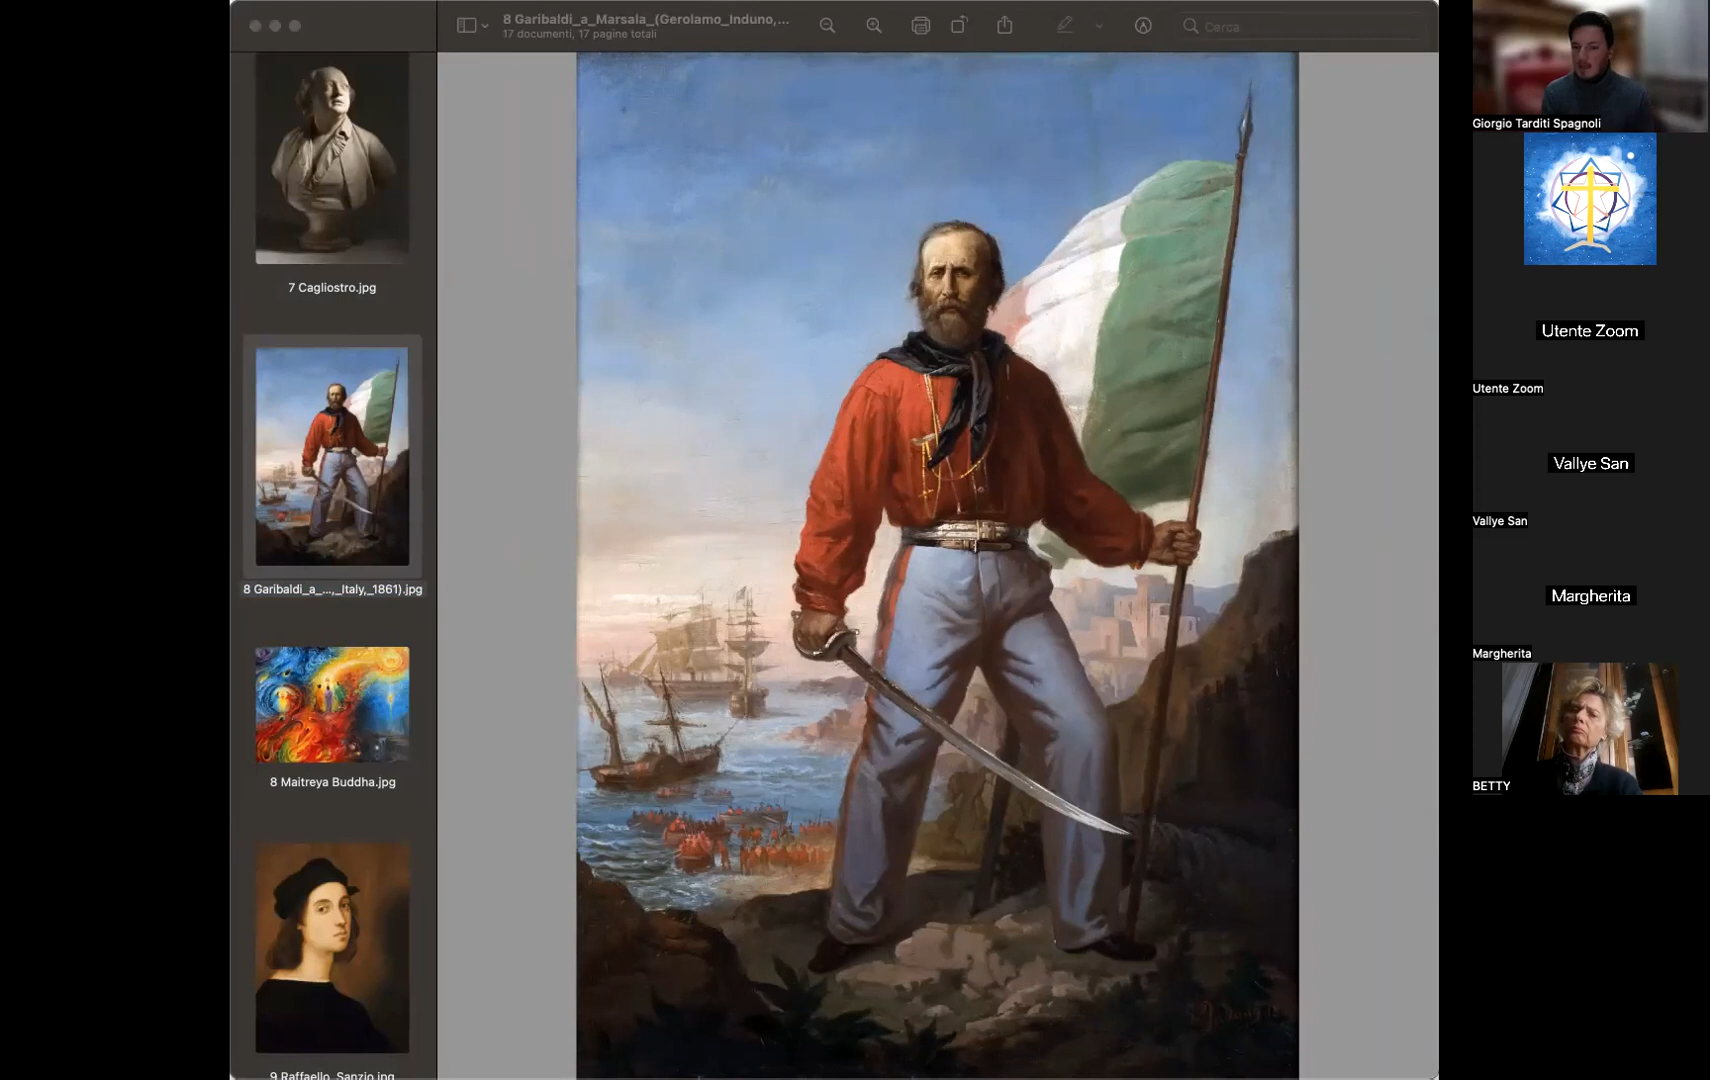 8 Garibaldi_a_Marsala_(Gerolamo_Induno,...
17 documenti, 17 pagine totali
Cerca
7 Cagliostro.jpg
8 Garibaldi_a_...,_Italy,_1861).jpg
8 Maitreya Buddha.jpg
9 Raffaello_Sanzio.jpg
Giorgio Tarditi Spagnoli
Utente Zoom
Utente Zoom
Vallye San
Vallye San
Margherita
Margherita
BETTY